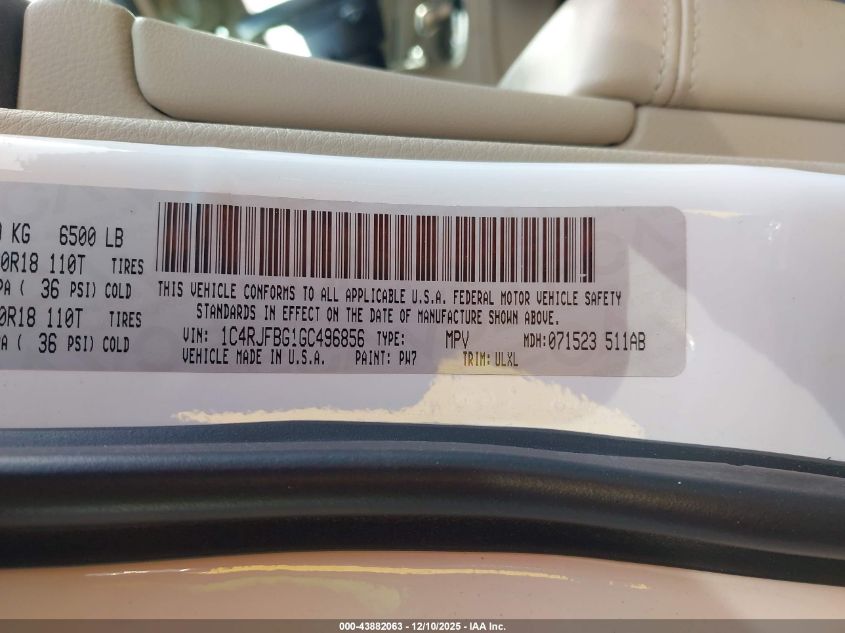 KG 6500 LB
0R18 110T TIRES
PA ( 36 PSI) COLD
0R18 110T TIRES
A ( 36 PSI) COLD
THIS VEHICLE CONFORMS TO ALL APPLICABLE U.S.A. FEDERAL MOTOR VEHICLE SAFETY
STANDARDS IN EFFECT ON THE DATE OF MANUFACTURE SHOWN ABOVE.
VIN: 1C4RJFBG1GC496856 TYPE: MPV MDH: 071523 511AB
VEHICLE MADE IN U.S.A. PAINT: PW7 TRIM: ULXL
000-43882063 - 12/10/2025 - IAA Inc.